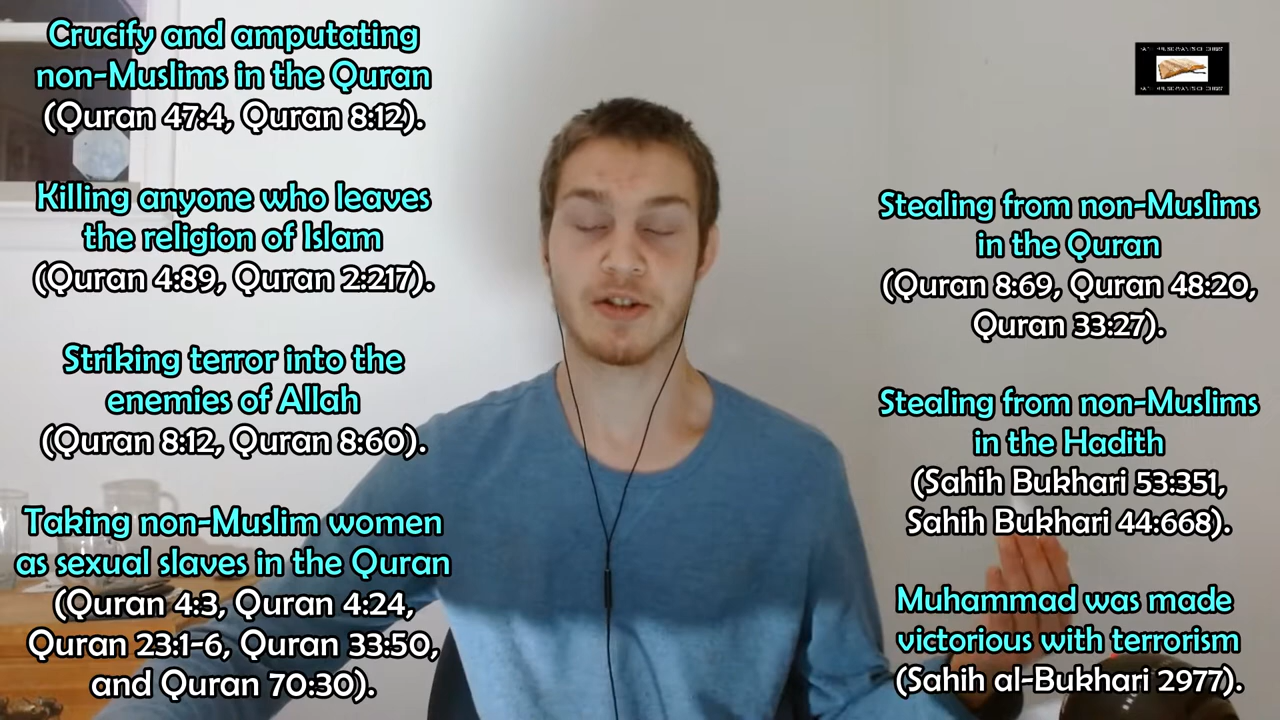 Crucify and amputating
non-Muslims in the Quran
(Quran 47:4, Quran 8:12).
Killing anyone who leaves
the religion of Islam
(Quran 4:89, Quran 2:217).
Striking terror into the
enemies of Allah
(Quran 8:12, Quran 8:60).
Taking non-Muslim women
as sexual slaves in the Quran
(Quran 4:3, Quran 4:24,
Quran 23:1-6, Quran 33:50,
and Quran 70:30).
Stealing from non-Muslims
in the Quran
(Quran 8:69, Quran 48:20,
Quran 33:27).
Stealing from non-Muslims
in the Hadith
(Sahih Bukhari 53:351,
Sahih Bukhari 44:668).
Muhammad was made
victorious with terrorism
(Sahih al-Bukhari 2977).